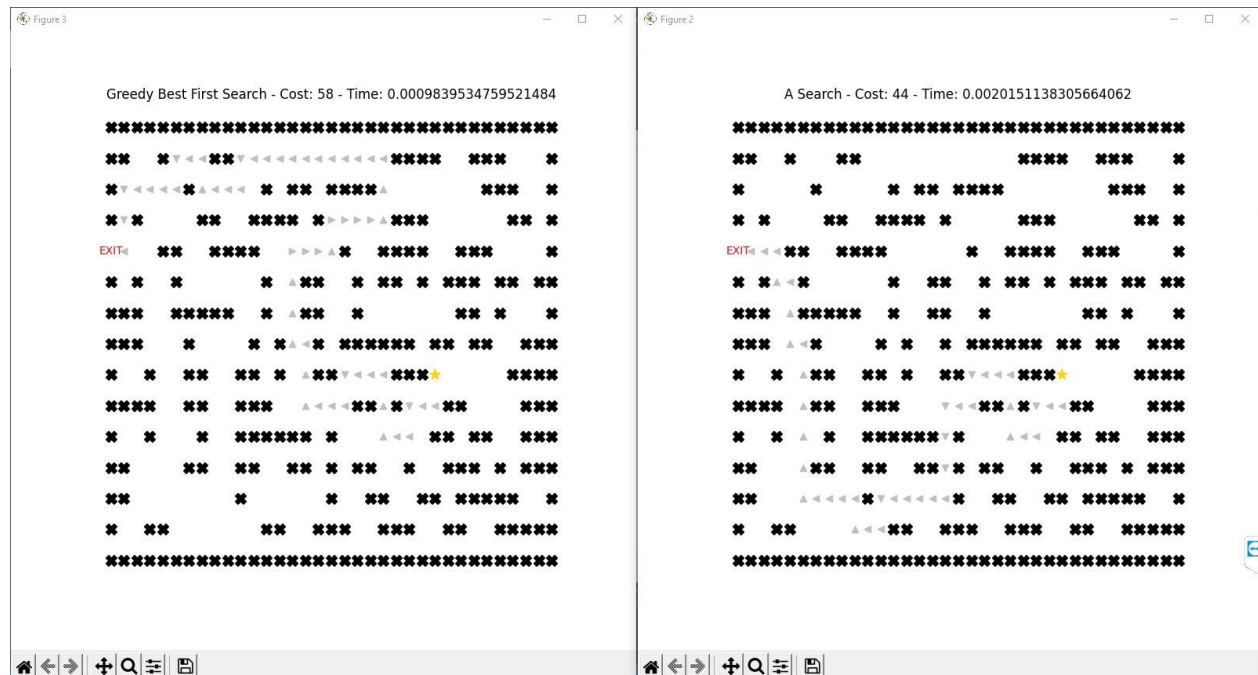 Figure 3
Greedy Best First Search - Cost: 58 - Time: 0.0009839534759521484
EXIT
Figure 2
A Search - Cost: 44 - Time: 0.0020151138305664062
EXIT